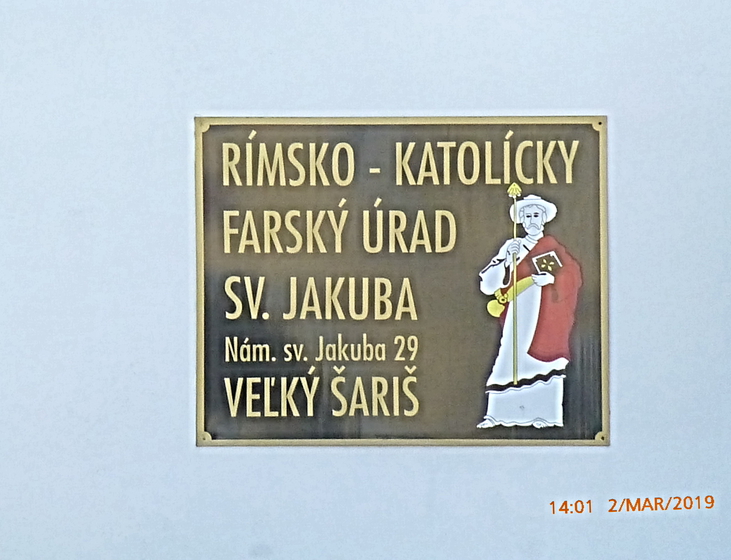 RÍMSKO - KATOLÍCKY
FARSKÝ ÚRAD
SV. JAKUBA
Nám. sv. Jakuba 29
VEĽKÝ ŠARIŠ
14:01 2/MAR/2019